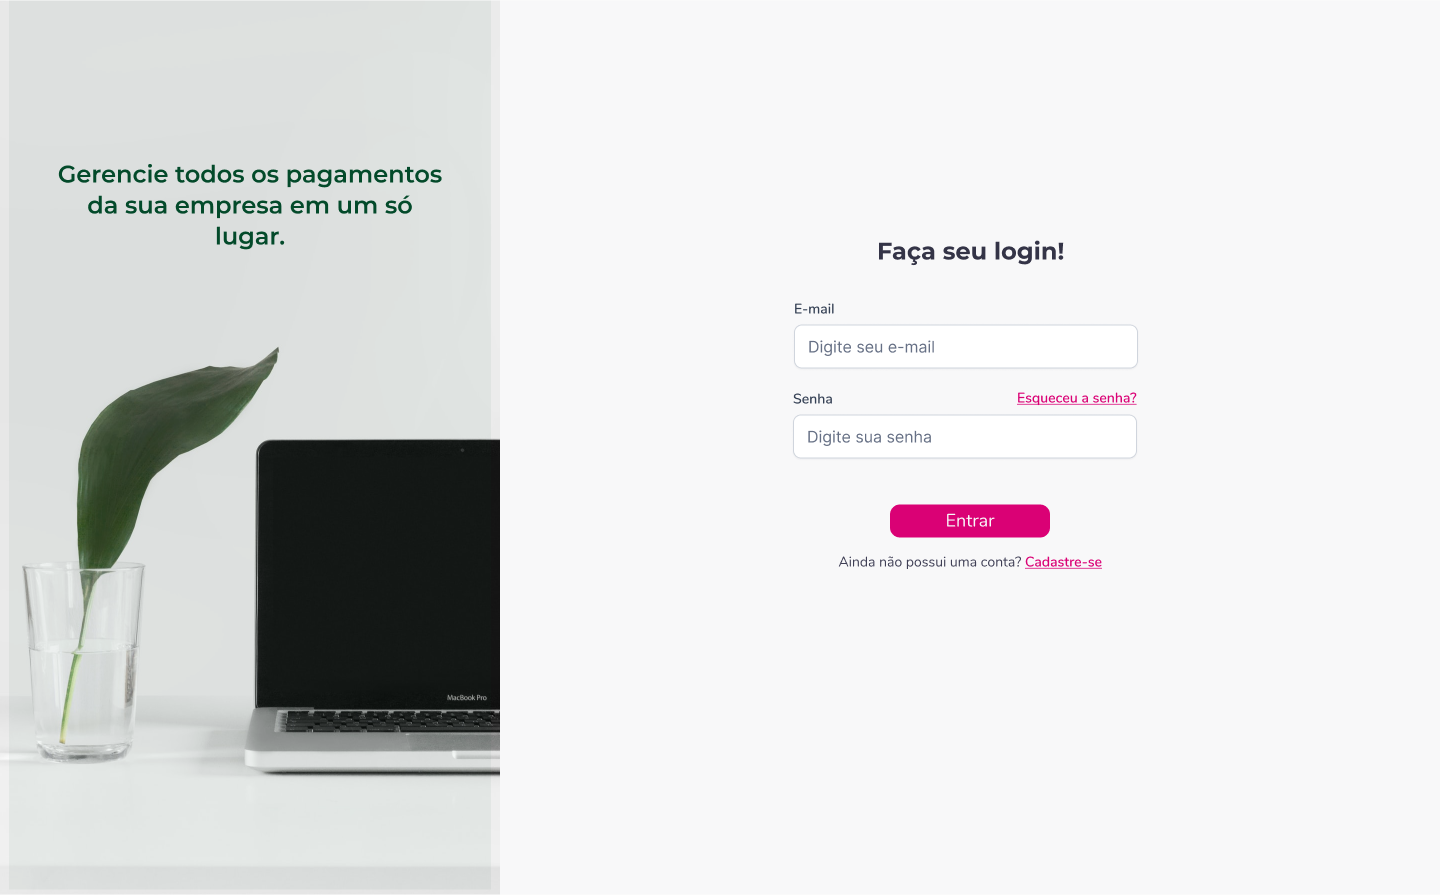 Gerencie todos os pagamentos
da sua empresa em um só
lugar.
MacBook Pro
Faça seu login!
E-mail
Digite seu e-mail
Senha
Esqueceu a senha?
Digite sua senha
Entrar
Ainda não possui uma conta? Cadastre-se